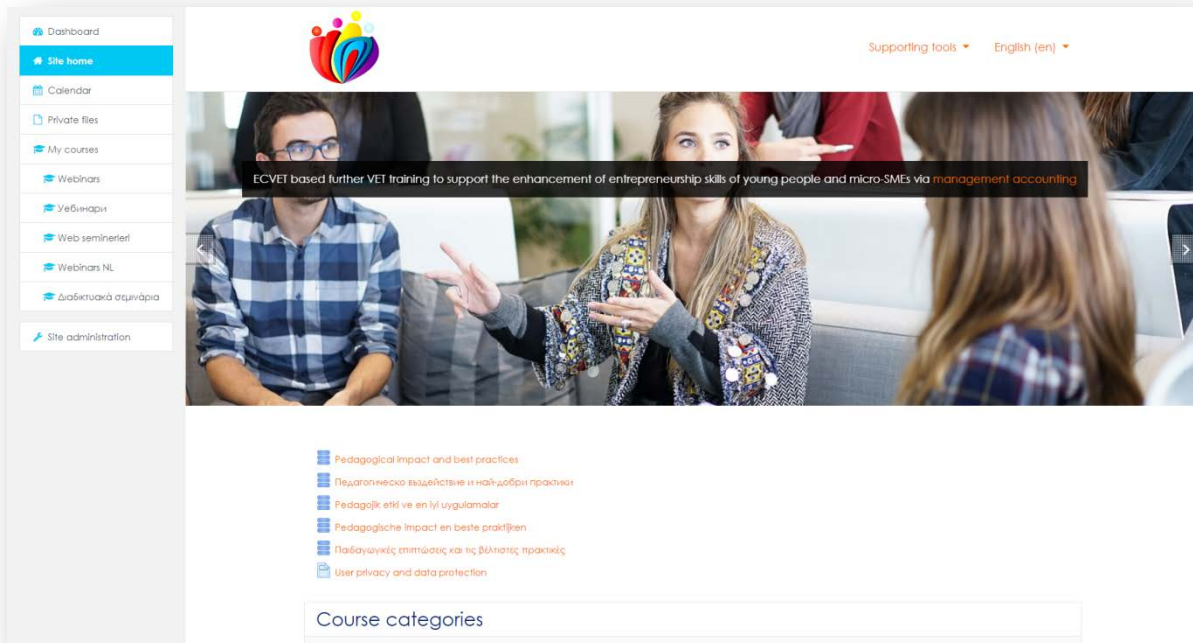 Dashboard
Site home
Calendar
Private files
My courses
Webinars
Уебинари
Web seminerleri
Webinars NL
Διαδικτυακά σεμινάρια
Site administration
Supporting tools
English (en)
ECVET based further VET training to support the enhancement of entrepreneurship skills of young people and micro-SMEs via management accounting
Pedagogical impact and best practices
Педагогическо въздействие и най-добри практики
Pedagojik etki ve en iyi uygulamalar
Pedagogische impact en beste praktijken
Παιδαγωγικές επιπτώσεις και τις βέλτιστες πρακτικές
User privacy and data protection
Course categories